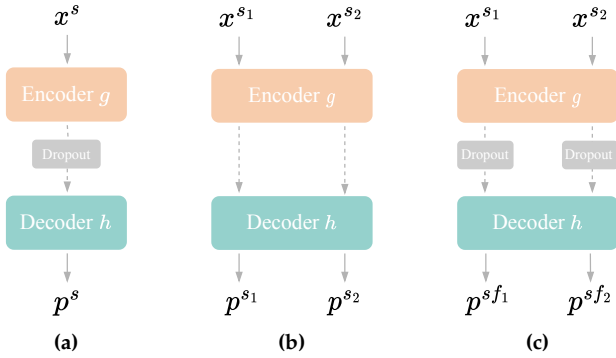 x^s x^{s_1} x^{s_2} x^{s_1} x^{s_2}
Encoder g Encoder g Encoder g
Dropout Dropout Dropout
Decoder h Decoder h Decoder h
p^s p^{s_1} p^{s_2} p^{sf_1} p^{sf_2}
(a) (b) (c)